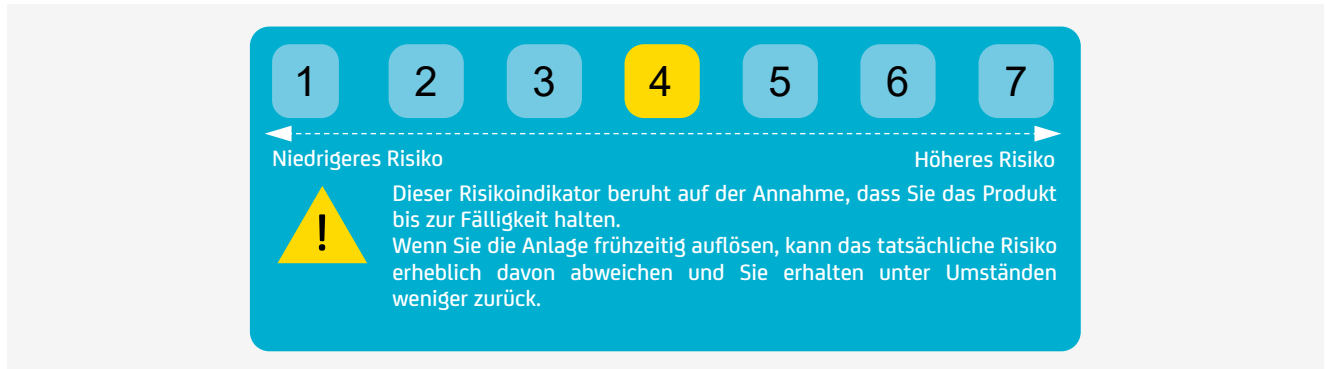 1 2 3 4 5 6 7
Niedrigeres Risiko Höheres Risiko
!
Dieser Risikoindikator beruht auf der Annahme, dass Sie das Produkt
bis zur Fälligkeit halten.
Wenn Sie die Anlage frühzeitig auflösen, kann das tatsächliche Risiko
erheblich davon abweichen und Sie erhalten unter Umständen
weniger zurück.